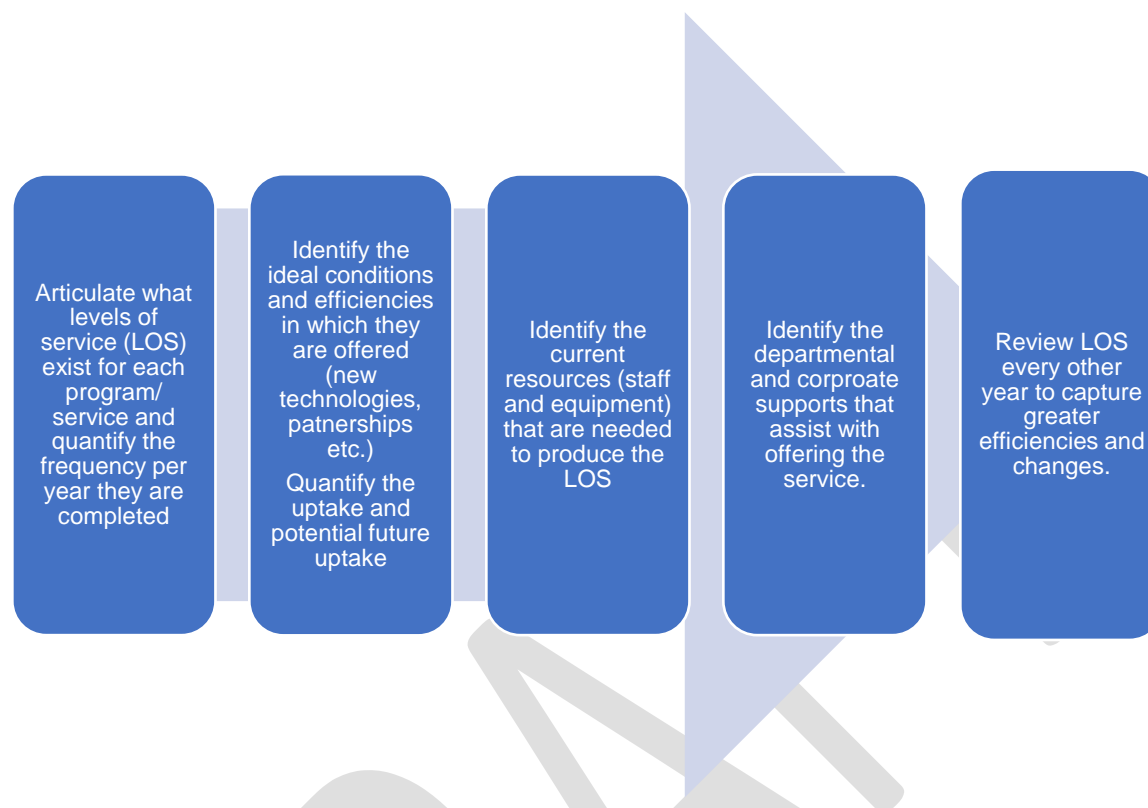 Articulate what
levels of
service (LOS)
exist for each
program/
service and
quantify the
frequency per
year they are
completed
Identify the
ideal conditions
and efficiencies
in which they
are offered
(new
technologies,
patnerships
etc.)
Quantify the
uptake and
potential future
uptake
Identify the
current
resources (staff
and equipment)
that are needed
to produce the
LOS
Identify the
departmental
and corproate
supports that
assist with
offering the
service.
Review LOS
every other
year to capture
greater
efficiencies and
changes.